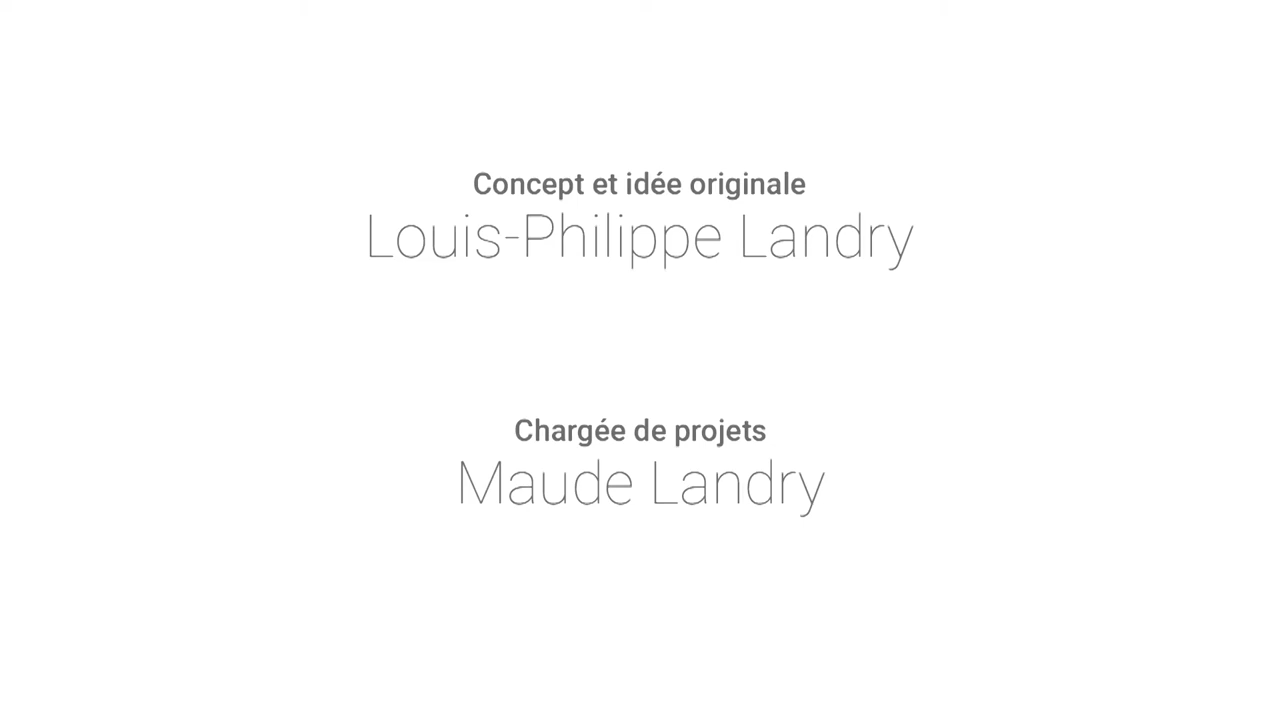 Concept et idée originale
Louis-Philippe Landry
Chargée de projets
Maude Landry